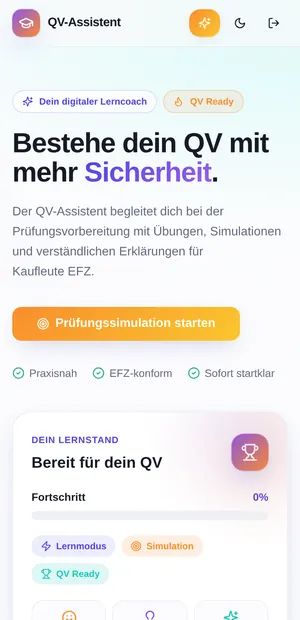 QV-Assistent
Dein digitaler Lerncoach
QV Ready
Bestehe dein QV mit
mehr Sicherheit.
Der QV-Assistent begleitet dich bei der
Prüfungsvorbereitung mit Übungen, Simulationen
und verständlichen Erklärungen für
Kaufleute EFZ.
Prüfungssimulation starten
Praxisnah
EFZ-konform
Sofort startklar
DEIN LERNSTAND
Bereit für dein QV
Fortschritt
0%
Lernmodus
Simulation
QV Ready